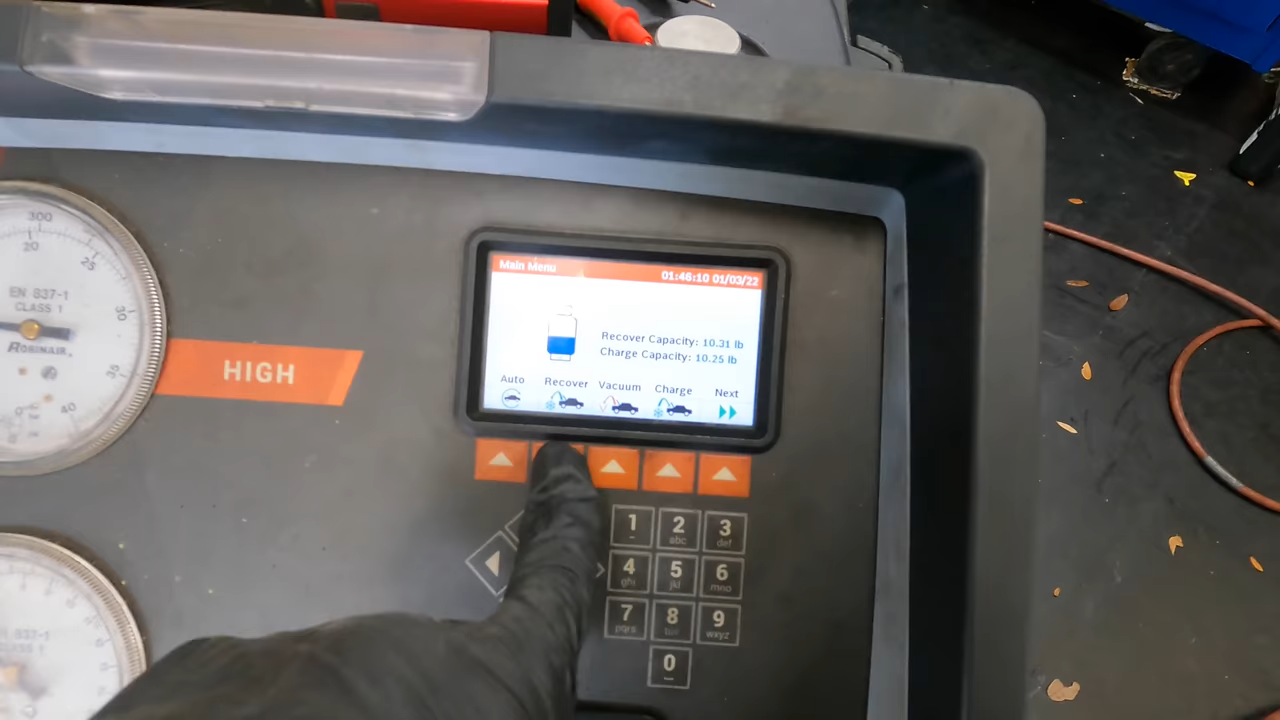 300
20
25
30
35
40
EN 837-1
CLASS 1
ROBINAIR
HIGH
Main Menu
01:46:10 01/03/22
Recover Capacity: 10.31 lb
Charge Capacity: 10.25 lb
Auto Recover Vacuum Charge Next
1 2 3
abc def
4 5 6
ghi jkl mno
7 8 9
pqrs tuv wxyz
0
837-1
CLASS 1